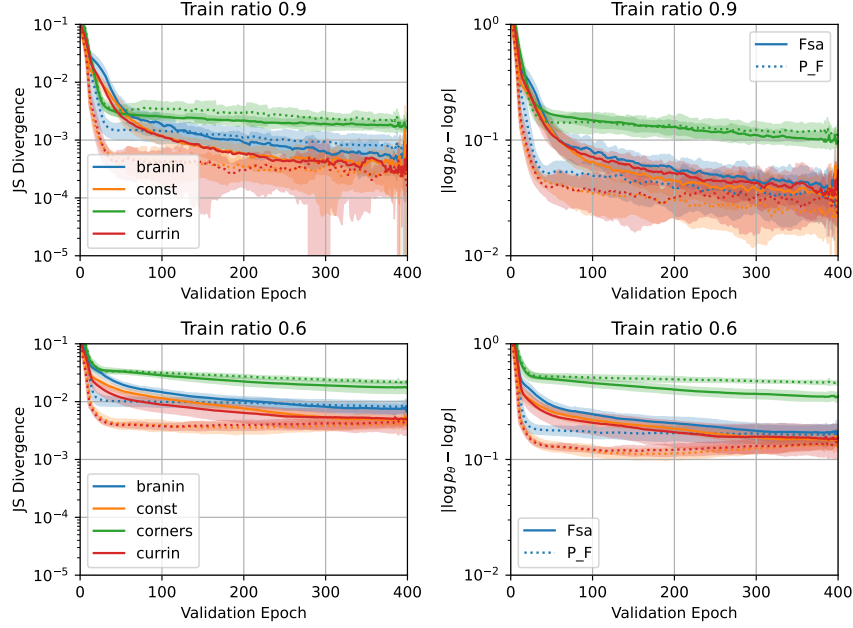 Train ratio 0.9
10⁻¹
10⁻²
10⁻³
10⁻⁴
10⁻⁵
JS Divergence
branin
const
corners
currin
0 100 200 300 400
Validation Epoch
Train ratio 0.9
10⁰
10⁻¹
10⁻²
|log p_θ − log p|
Fsa
P_F
0 100 200 300 400
Validation Epoch
Train ratio 0.6
10⁻¹
10⁻²
10⁻³
10⁻⁴
10⁻⁵
JS Divergence
branin
const
corners
currin
0 100 200 300 400
Validation Epoch
Train ratio 0.6
10⁰
10⁻¹
10⁻²
|log p_θ − log p|
Fsa
P_F
0 100 200 300 400
Validation Epoch